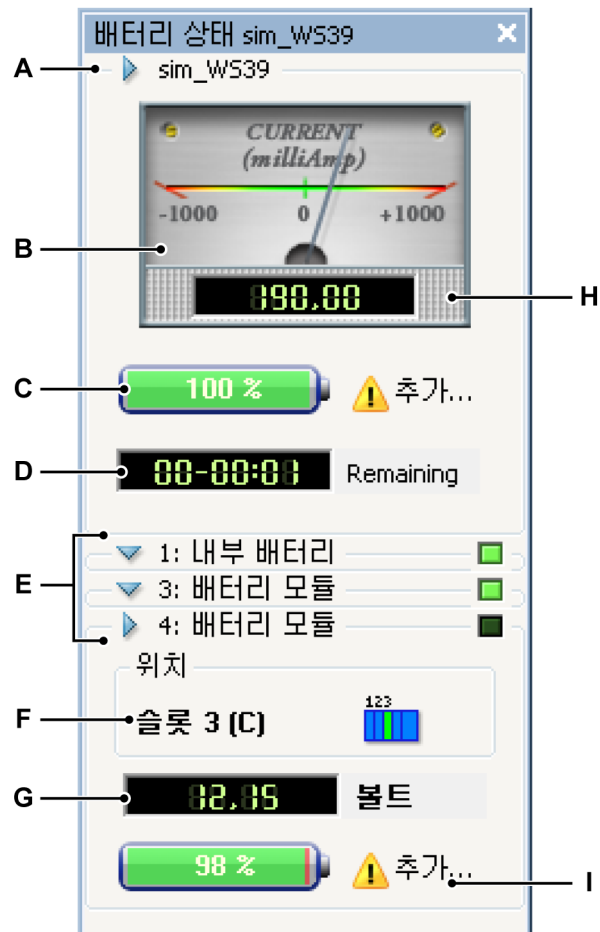 배터리 상태 sim_WS39
A
sim_WS39
CURRENT
(milliAmp)
-1000 0 +1000
B
190.00
H
C
100 %
추가...
D
00-00:01
Remaining
E
1: 내부 배터리
3: 배터리 모듈
4: 배터리 모듈
위치
F
슬롯 3 (C)
123
G
12.15
볼트
98 %
추가...
I